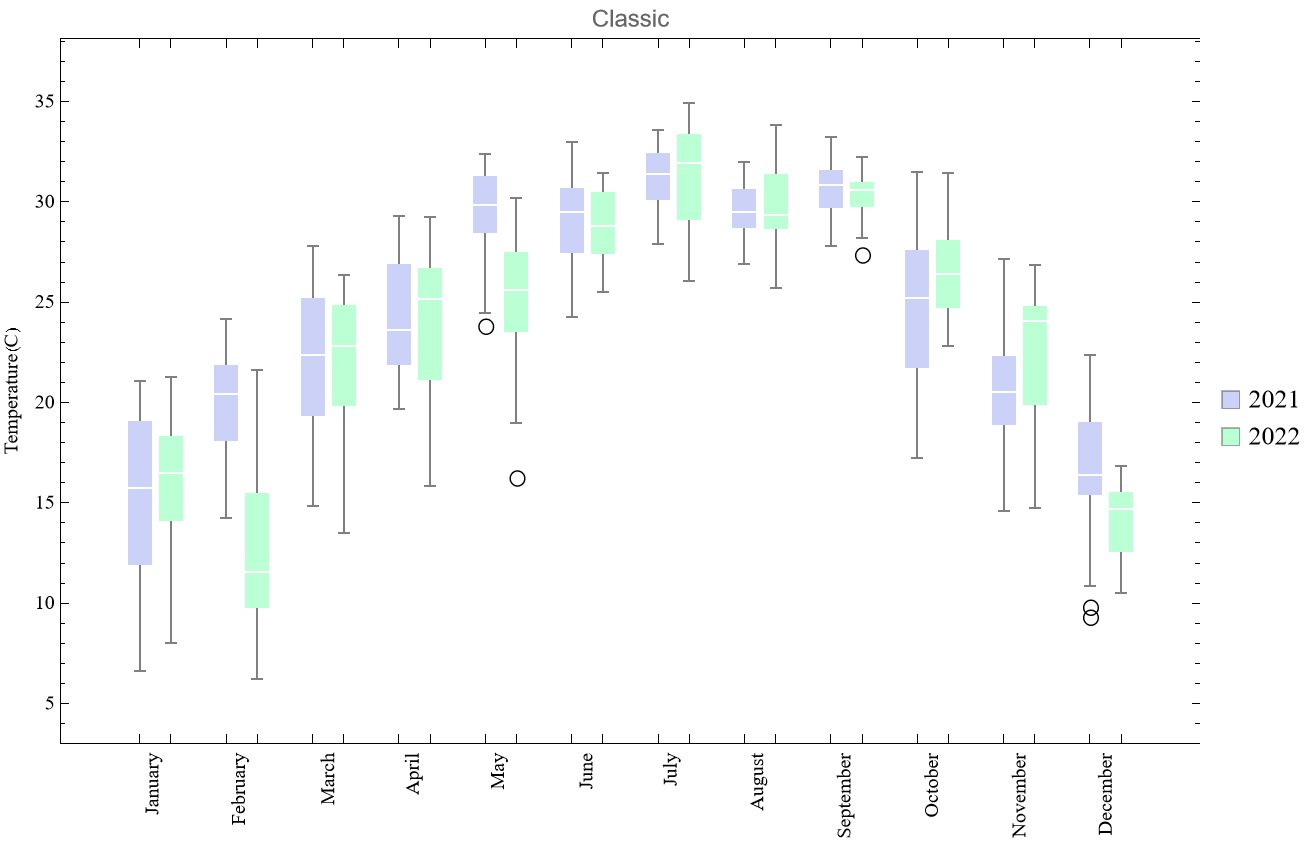 Classic
35
30
25
20
15
10
5
Temperature(C)
January
February
March
April
May
June
July
August
September
October
November
December
2021
2022